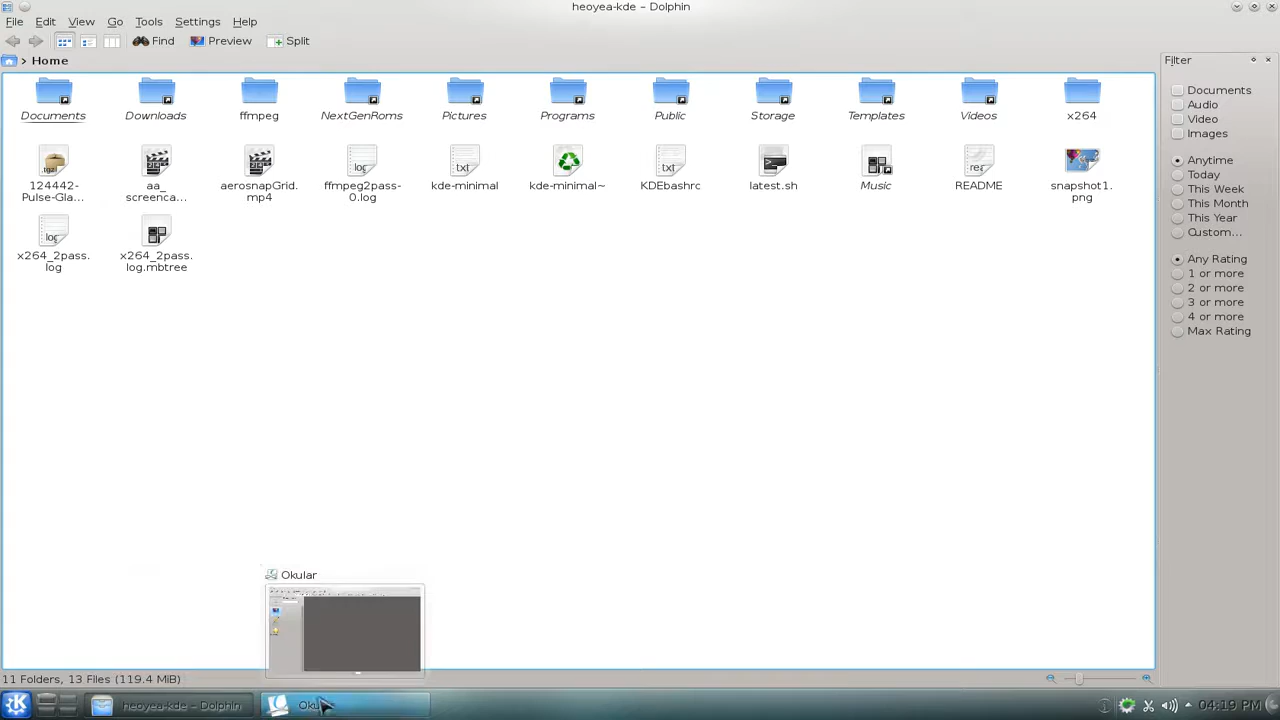 heoyea-kde – Dolphin
File Edit View Go Tools Settings Help
Find Preview Split
> Home
Filter
Documents Downloads ffmpeg NextGenRoms Pictures Programs Public Storage Templates Videos x264
124442-
Pulse-Gla...
aa_
screenca...
aerosnapGrid.
mp4
ffmpeg2pass-
0.log
kde-minimal
kde-minimal~
KDEbashrc
latest.sh
Music
README
snapshot1.
png
x264_2pass.
log
x264_2pass.
log.mbtree
Documents
Audio
Video
Images
Anytime
Today
This Week
This Month
This Year
Custom...
Any Rating
1 or more
2 or more
3 or more
4 or more
Max Rating
Okular
11 Folders, 13 Files (119.4 MiB)
heoyea-kde – Dolphin
04:19 PM